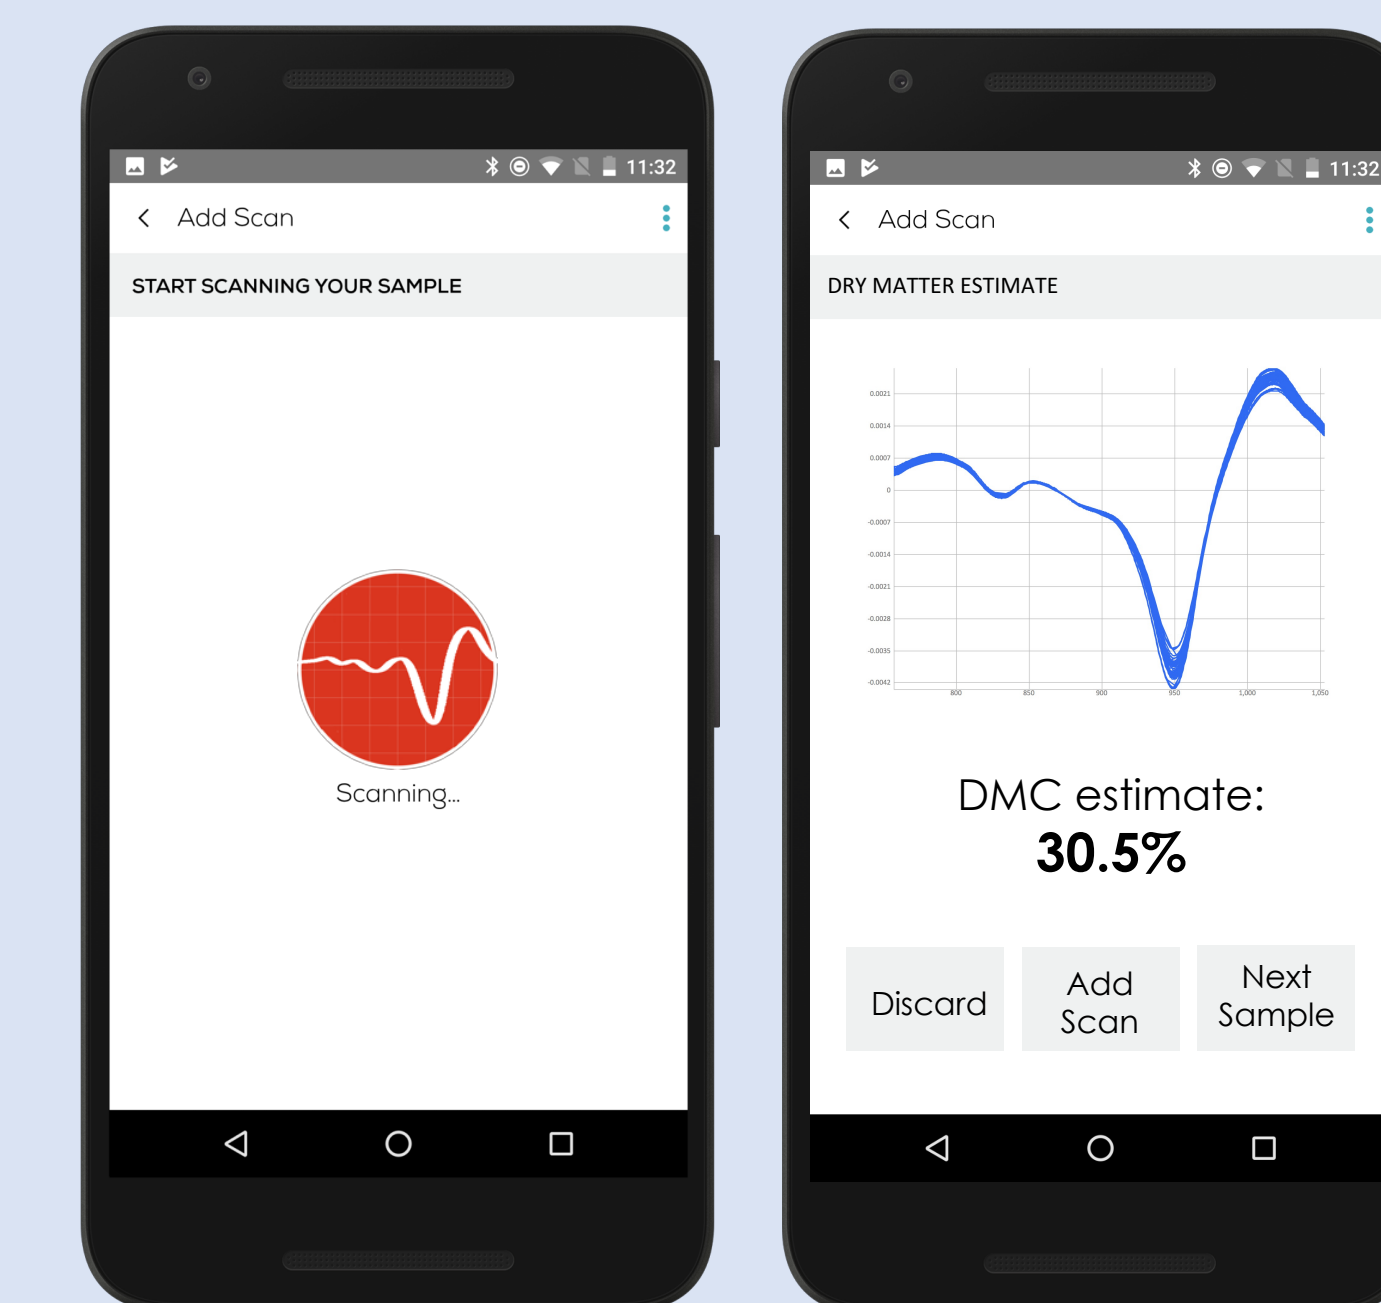 11:32
Add Scan
START SCANNING YOUR SAMPLE
Scanning...
11:32
Add Scan
DRY MATTER ESTIMATE
0.0021
0.0014
0.0007
0
-0.0007
-0.0014
-0.0021
-0.0028
-0.0035
-0.0042
800 850 900 950 1,000 1,050
DMC estimate:
30.5%
Discard
Add
Scan
Next
Sample